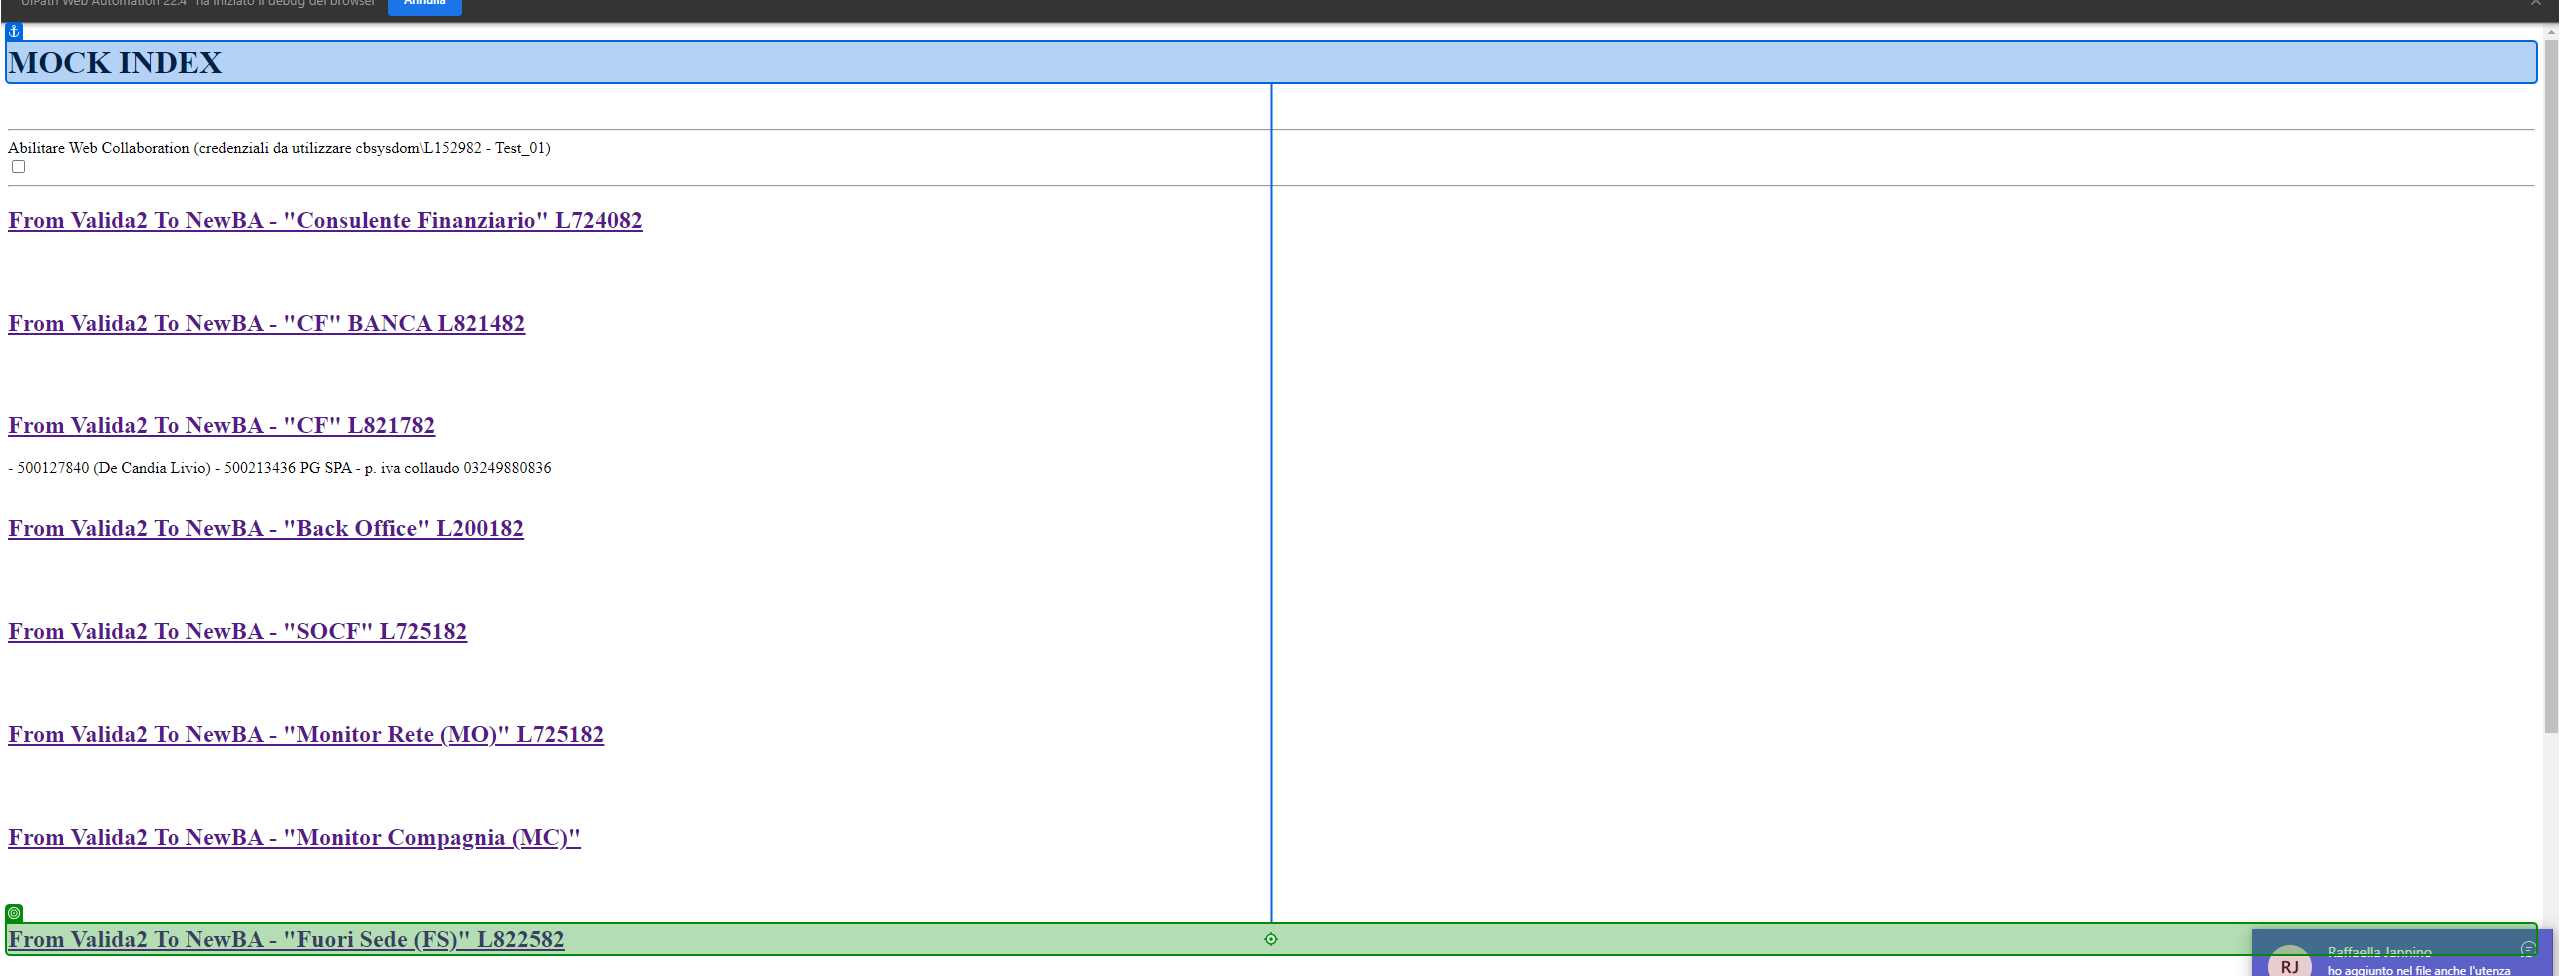 UiPath Web Automation 22.4" ha iniziato il debug del browser
Annulla
MOCK INDEX
Abilitare Web Collaboration (credenziali da utilizzare cbsysdom\L152982 - Test_01)
From Valida2 To NewBA - "Consulente Finanziario" L724082
From Valida2 To NewBA - "CF" BANCA L821482
From Valida2 To NewBA - "CF" L821782
- 500127840 (De Candia Livio) - 500213436 PG SPA - p. iva collaudo 03249880836
From Valida2 To NewBA - "Back Office" L200182
From Valida2 To NewBA - "SOCF" L725182
From Valida2 To NewBA - "Monitor Rete (MO)" L725182
From Valida2 To NewBA - "Monitor Compagnia (MC)"
From Valida2 To NewBA - "Fuori Sede (FS)" L822582
RJ
Raffaella Jannino
ho aggiunto nel file anche l'utenza